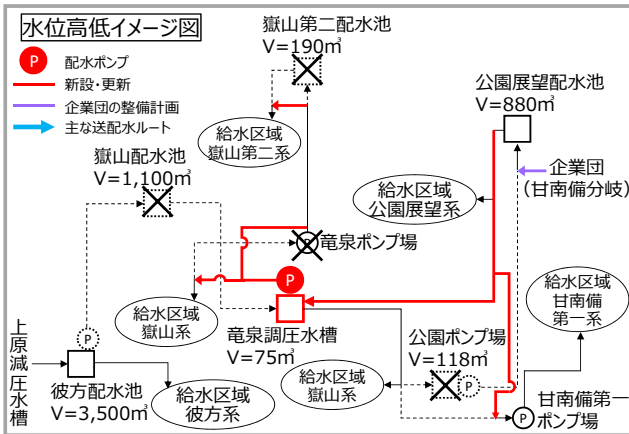 水位高低イメージ図
P
配水ポンプ
新設・更新
企業団の整備計画
主な送配水ルート
嶽山第二配水池
V=190㎥
公園展望配水池
V=880㎥
給水区域
嶽山第二系
嶽山配水池
V=1,100㎥
企業団
(甘南備分岐)
給水区域
公園展望系
P
竜泉ポンプ場
P
給水区域
甘南備
第一系
給水区域
嶽山系
竜泉調圧水槽
V=75㎥
公園ポンプ場
V=118㎥
P
上原減圧水槽
彼方配水池
V=3,500㎥
給水区域
彼方系
給水区域
嶽山系
P
P
甘南備第一
ポンプ場